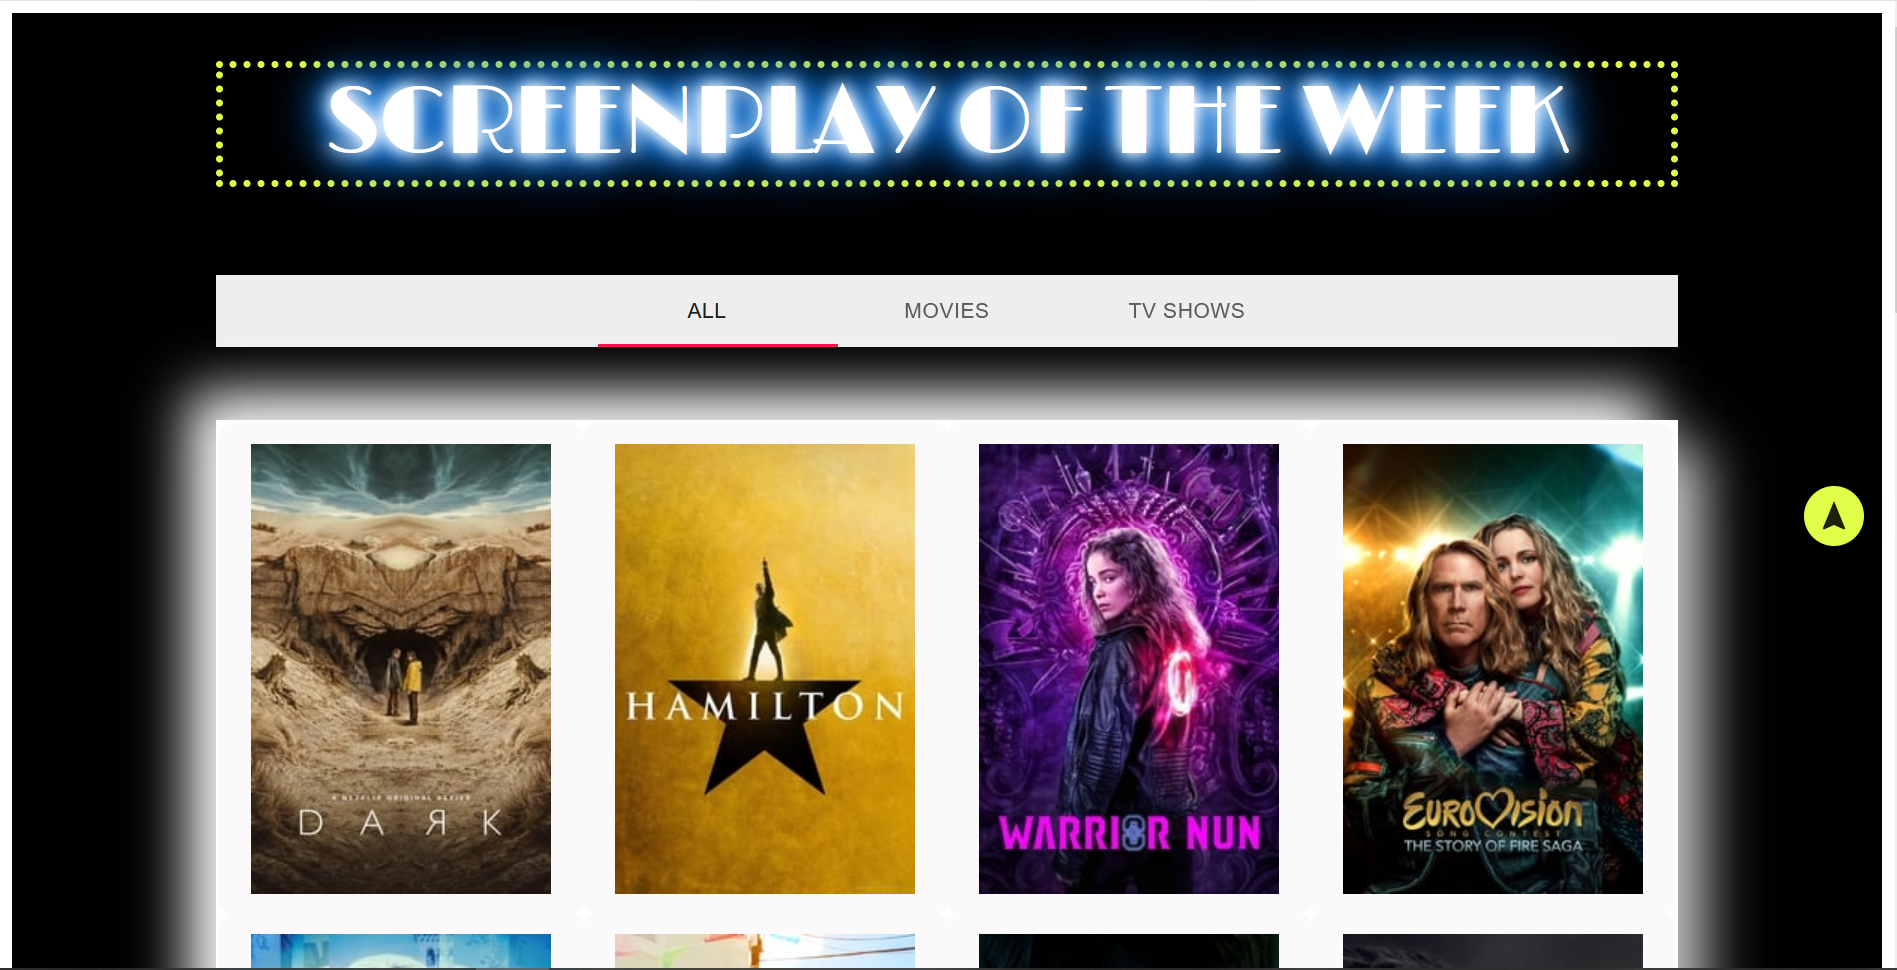 SCREENPLAY OF THE WEEK
ALL
MOVIES
TV SHOWS
A NETFLIX ORIGINAL SERIES
DAЯK
HAMILTON
WARRIOR NUN
EUROVISION
SONG CONTEST
THE STORY OF FIRE SAGA